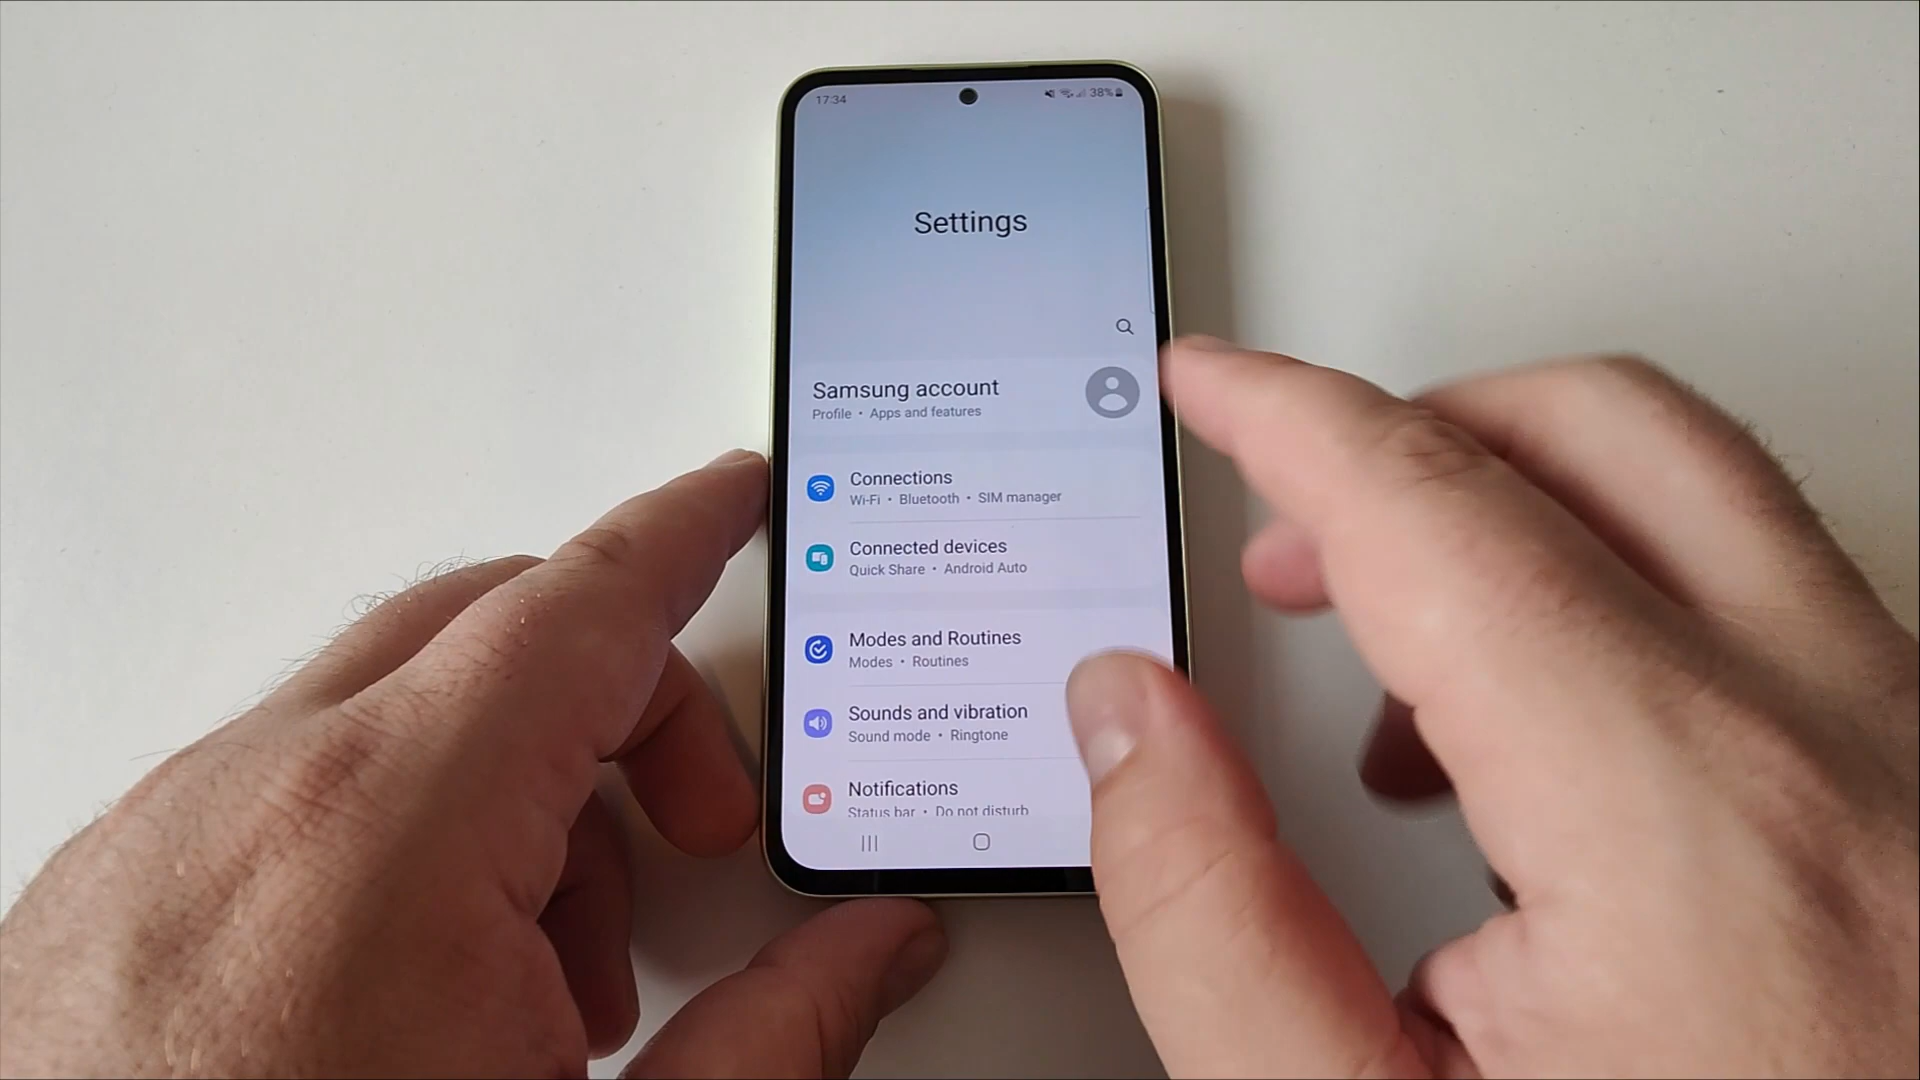 17:34
38%
Settings
Samsung account
Profile • Apps and features
Connections
Wi-Fi • Bluetooth • SIM manager
Connected devices
Quick Share • Android Auto
Modes and Routines
Modes • Routines
Sounds and vibration
Sound mode • Ringtone
Notifications
Status bar • Do not disturb